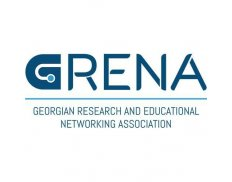 GRENA
GEORGIAN RESEARCH AND EDUCATIONAL
NETWORKING ASSOCIATION